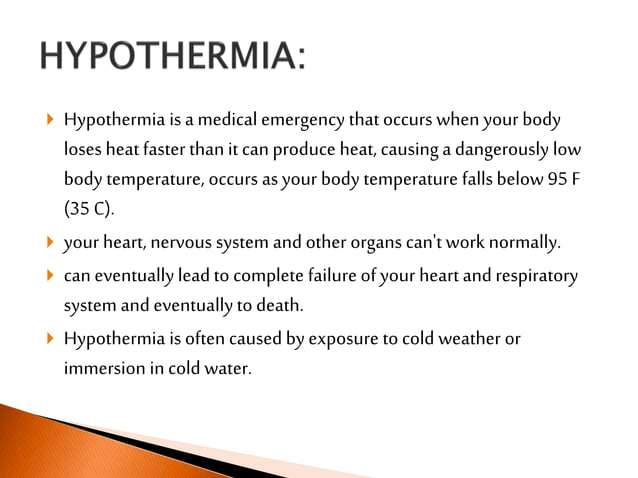 HYPOTHERMIA:
Hypothermia is a medical emergency that occurs when your body
loses heat faster than it can produce heat, causing a dangerously low
body temperature, occurs as your body temperature falls below 95 F
(35 C).
your heart, nervous system and other organs can't work normally.
can eventually lead to complete failure of your heart and respiratory
system and eventually to death.
Hypothermia is often caused by exposure to cold weather or
immersion in cold water.